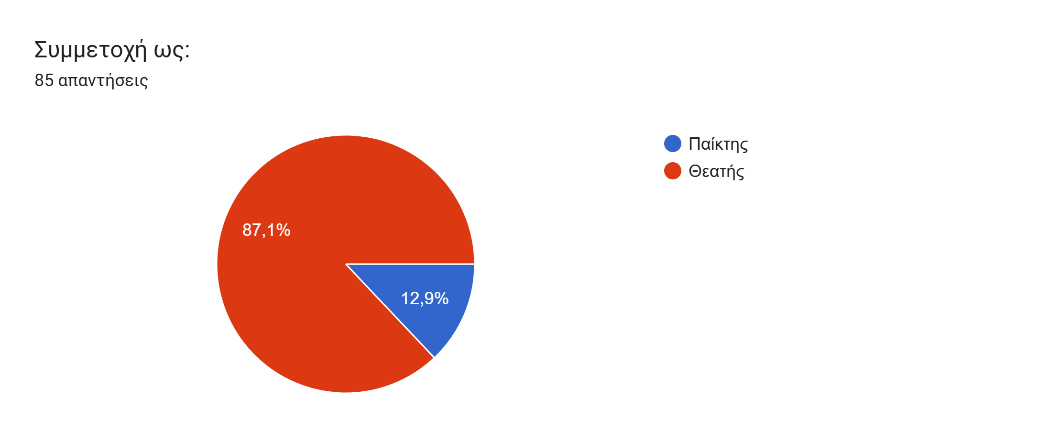 Συμμετοχή ως:
85 απαντήσεις
Παίκτης
Θεατής
87,1%
12,9%